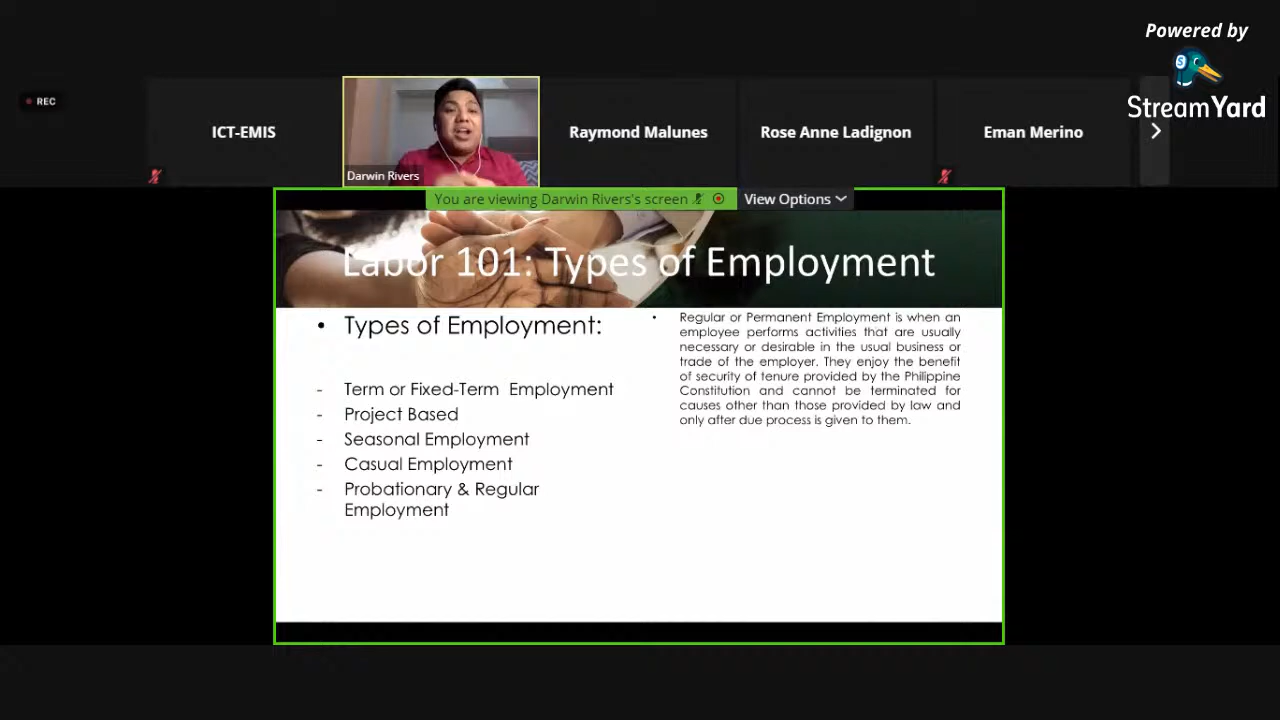 Powered by
StreamYard
REC
ICT-EMIS
Darwin Rivers
Raymond Malunes
Rose Anne Ladignon
Eman Merino
You are viewing Darwin Rivers's screen
View Options
Labor 101: Types of Employment
• Types of Employment:
- Term or Fixed-Term Employment
- Project Based
- Seasonal Employment
- Casual Employment
- Probationary & Regular
Employment
• Regular or Permanent Employment is when an
employee performs activities that are usually
necessary or desirable in the usual business or
trade of the employer. They enjoy the benefit
of security of tenure provided by the Philippine
Constitution and cannot be terminated for
causes other than those provided by law and
only after due process is given to them.